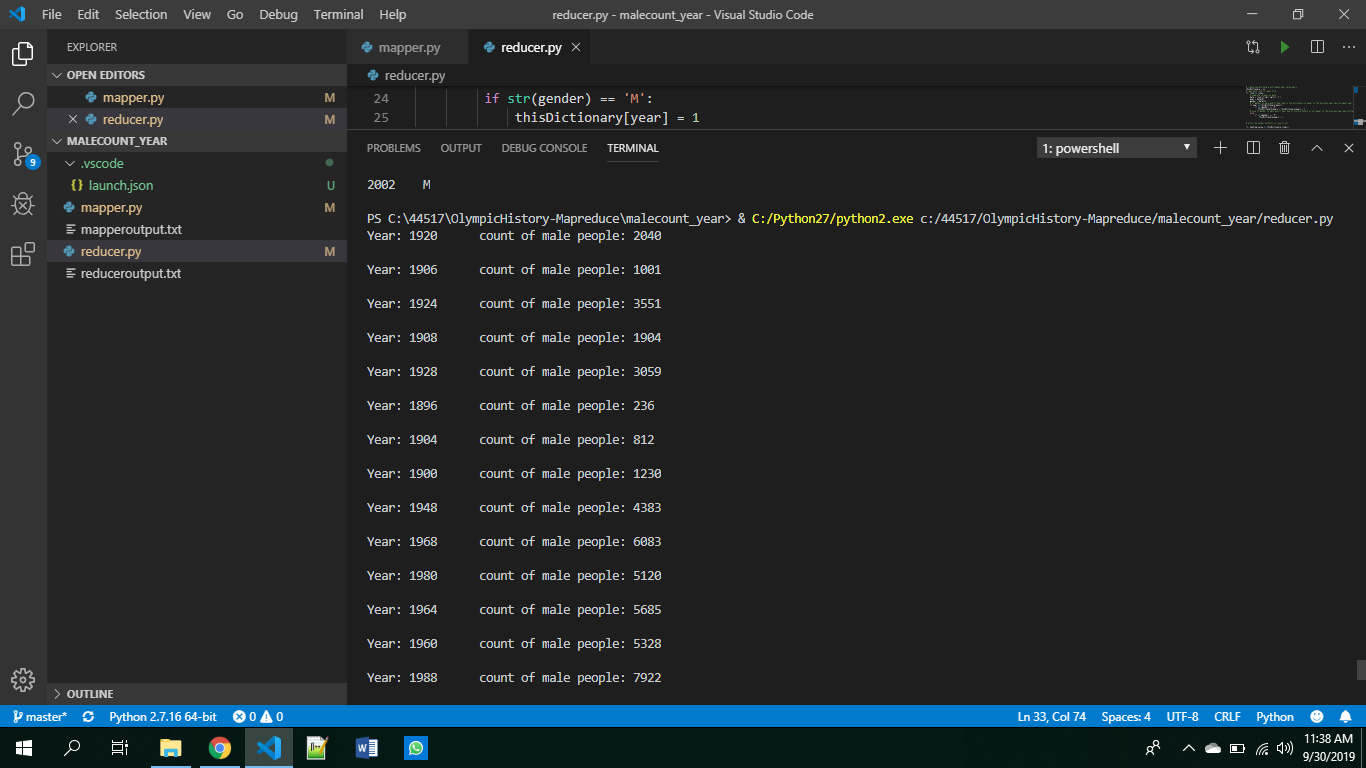 File Edit Selection View Go Debug Terminal Help
reducer.py - malecount_year - Visual Studio Code
EXPLORER
OPEN EDITORS
mapper.py M
reducer.py M
MALECOUNT_YEAR
.vscode
{} launch.json U
mapper.py M
mapperoutput.txt
reducer.py M
reduceroutput.txt
OUTLINE
9
mapper.py
reducer.py
reducer.py
24 if str(gender) == 'M':
25 thisDictionary[year] = 1
PROBLEMS OUTPUT DEBUG CONSOLE TERMINAL
1: powershell
2002 M
PS C:\44517\OlympicHistory-Mapreduce\malecount_year> & C:/Python27/python2.exe c:/44517/OlympicHistory-Mapreduce/malecount_year/reducer.py
Year: 1920 count of male people: 2040
Year: 1906 count of male people: 1001
Year: 1924 count of male people: 3551
Year: 1908 count of male people: 1904
Year: 1928 count of male people: 3059
Year: 1896 count of male people: 236
Year: 1904 count of male people: 812
Year: 1900 count of male people: 1230
Year: 1948 count of male people: 4383
Year: 1968 count of male people: 6083
Year: 1980 count of male people: 5120
Year: 1964 count of male people: 5685
Year: 1960 count of male people: 5328
Year: 1988 count of male people: 7922
master* Python 2.7.16 64-bit 0 0
Ln 33, Col 74 Spaces: 4 UTF-8 CRLF Python
11:38 AM
9/30/2019